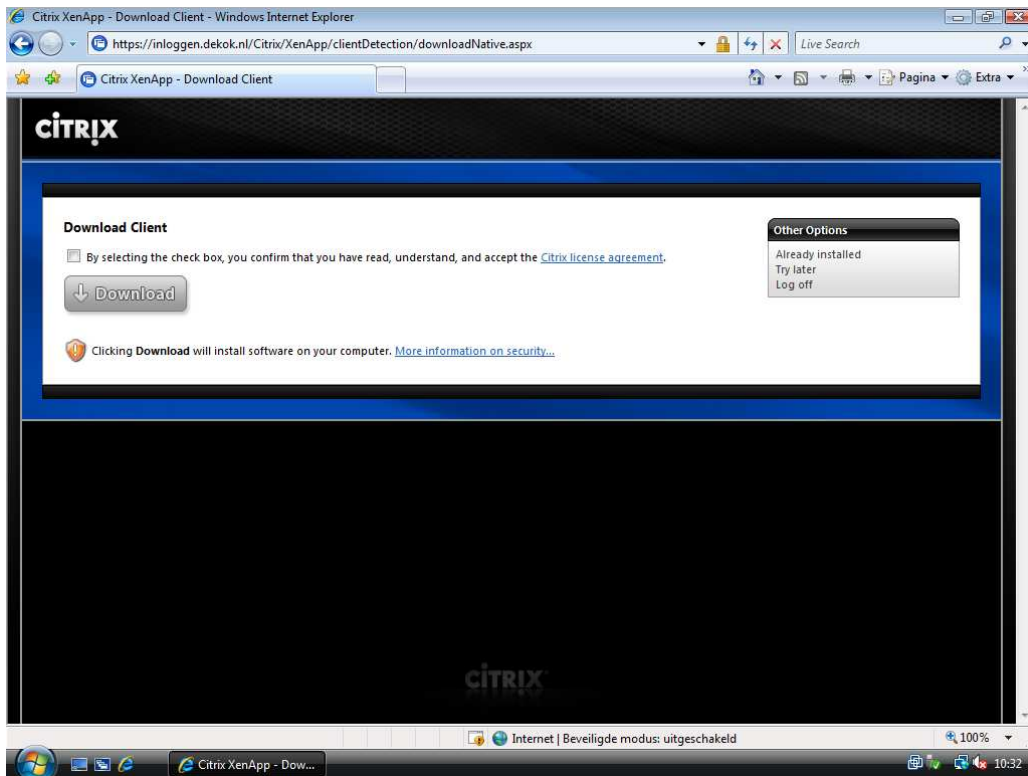 Citrix XenApp - Download Client - Windows Internet Explorer
https://inloggen.dekok.nl/Citrix/XenApp/clientDetection/downloadNative.aspx
Live Search
Citrix XenApp - Download Client
Pagina
Extra
CITRIX
Download Client
By selecting the check box, you confirm that you have read, understand, and accept the Citrix license agreement.
Download
Clicking Download will install software on your computer. More information on security...
Other Options
Already installed
Try later
Log off
CITRIX
Internet | Beveiligde modus: uitgeschakeld
100%
Citrix XenApp - Dow...
10:32